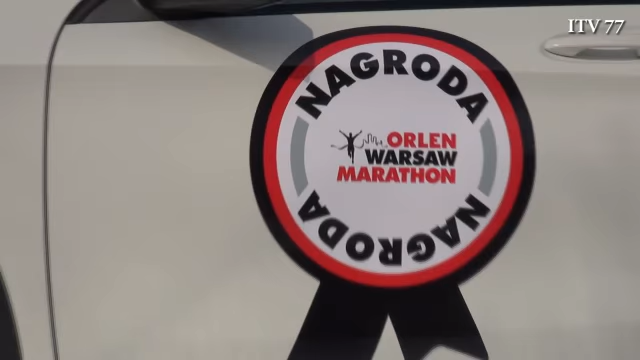 ITV 77
NAGRODA
ORLEN
WARSAW
MARATHON
NAGRODA